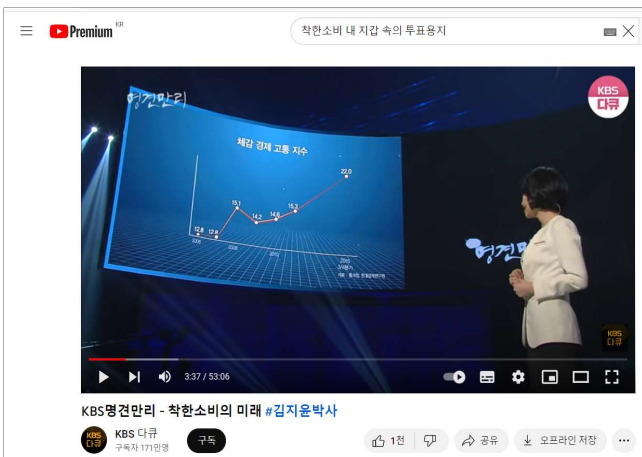 Premium KR
착한소비 내 지갑 속의 투표용지
명견만리
KBS
다큐
체감 경제 고통 지수
22.0
15.1
15.3
14.2
14.6
12.8
2008
2010
2015
명견만
KBS
다큐
3:37 / 53:06
KBS명견만리 - 착한소비의 미래 #김지윤박사
KBS
다큐
KBS 다큐
구독자 171만명
구독
1천
공유
오프라인 저장